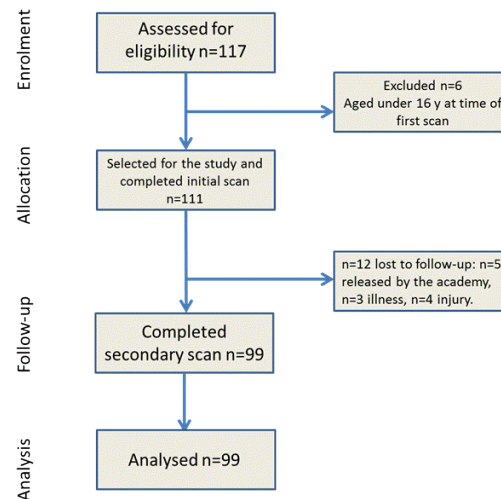 Enrolment
Assessed for
eligibility n=117
Excluded n=6
Aged under 16 y at time of
first scan
Allocation
Selected for the study and
completed initial scan
n=111
n=12 lost to follow-up: n=5
released by the academy,
n=3 illness, n=4 injury.
Follow-up
Completed
secondary scan n=99
Analysis
Analysed n=99